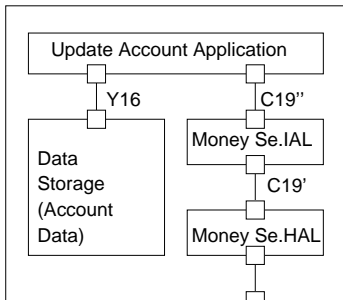 Update Account Application
Y16
C19''
Data
Storage
(Account
Data)
Money Se.IAL
C19'
Money Se.HAL